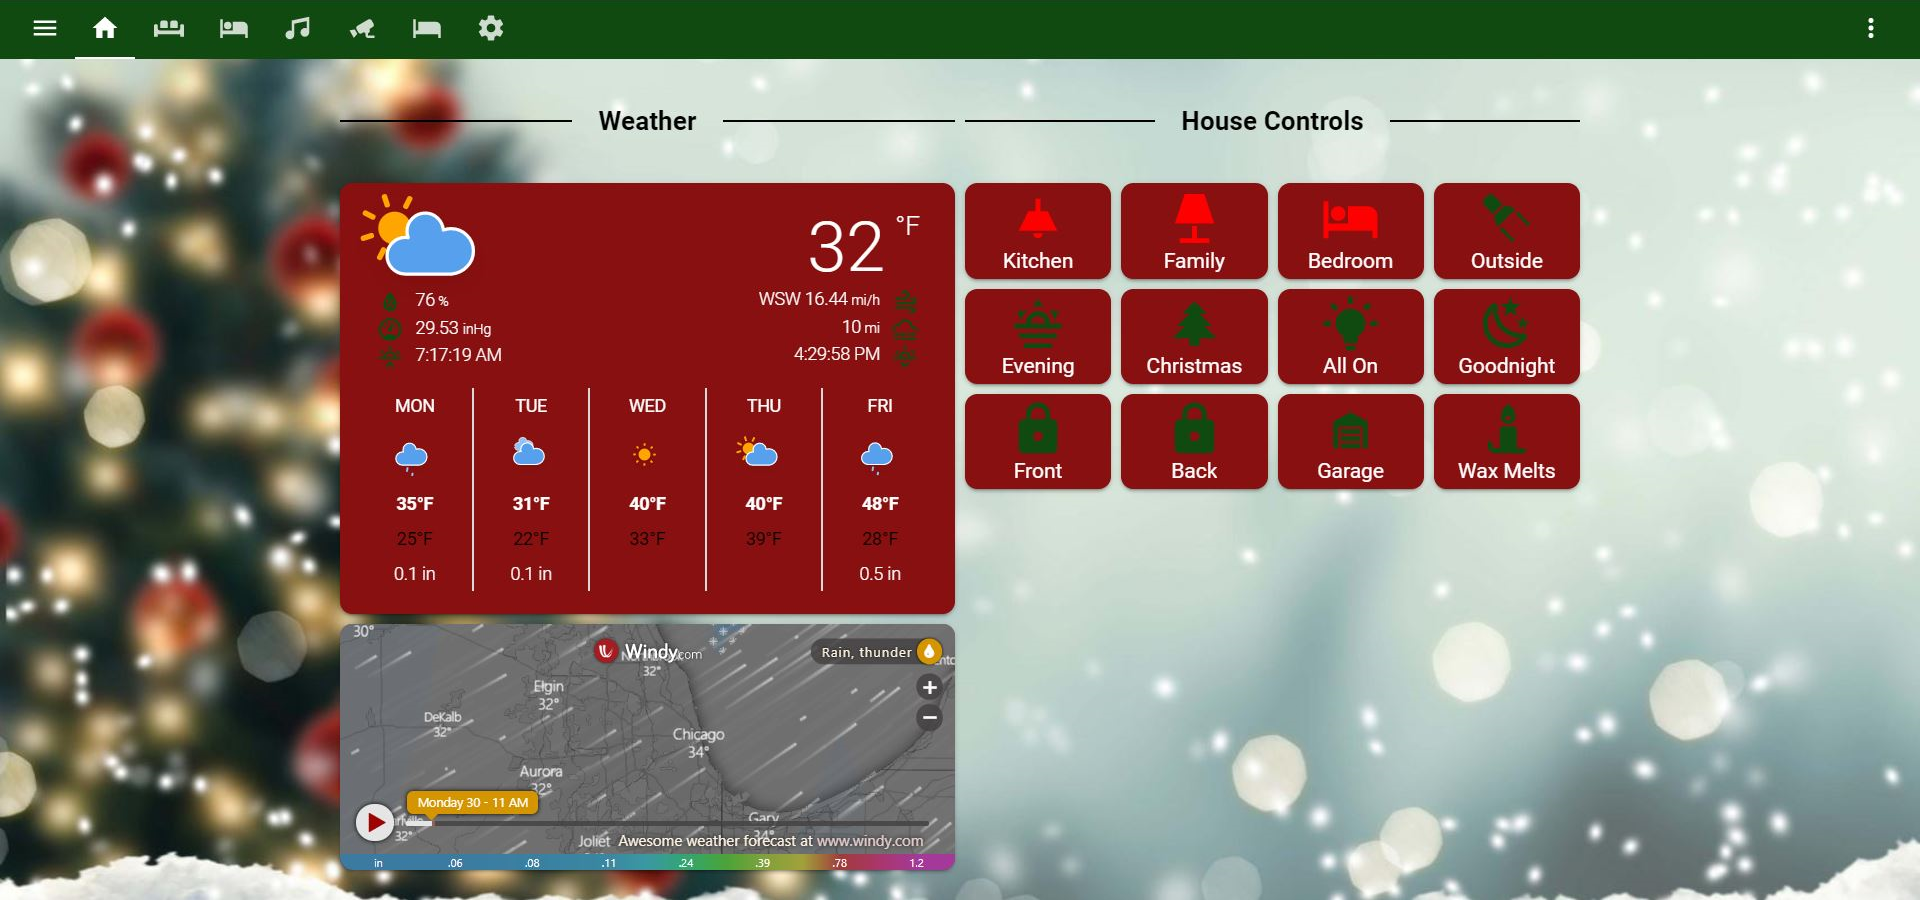 Weather
House Controls
32 °F
76 %
29.53 inHg
7:17:19 AM
WSW 16.44 mi/h
10 mi
4:29:58 PM
MON TUE WED THU FRI
35°F 31°F 40°F 40°F 48°F
25°F 22°F 33°F 39°F 28°F
0.1 in 0.1 in 0.5 in
Kitchen Family Bedroom Outside
Evening Christmas All On Goodnight
Front Back Garage Wax Melts
30°
Windy.com
Rain, thunder
32°
Elgin
32°
DeKalb
32°
Chicago
34°
Aurora
32°
Monday 30 - 11 AM
32°
Gary
34°
Joliet
Awesome weather forecast at www.windy.com
in .06 .08 .11 .24 .39 .78 1.2